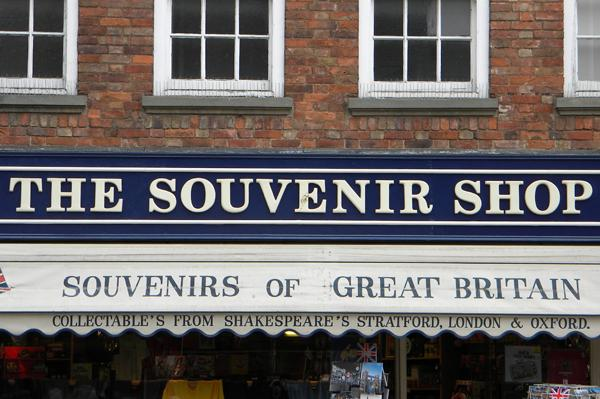 THE SOUVENIR SHOP
SOUVENIRS OF GREAT BRITAIN
COLLECTABLE'S FROM SHAKESPEARE'S STRATFORD, LONDON & OXFORD.